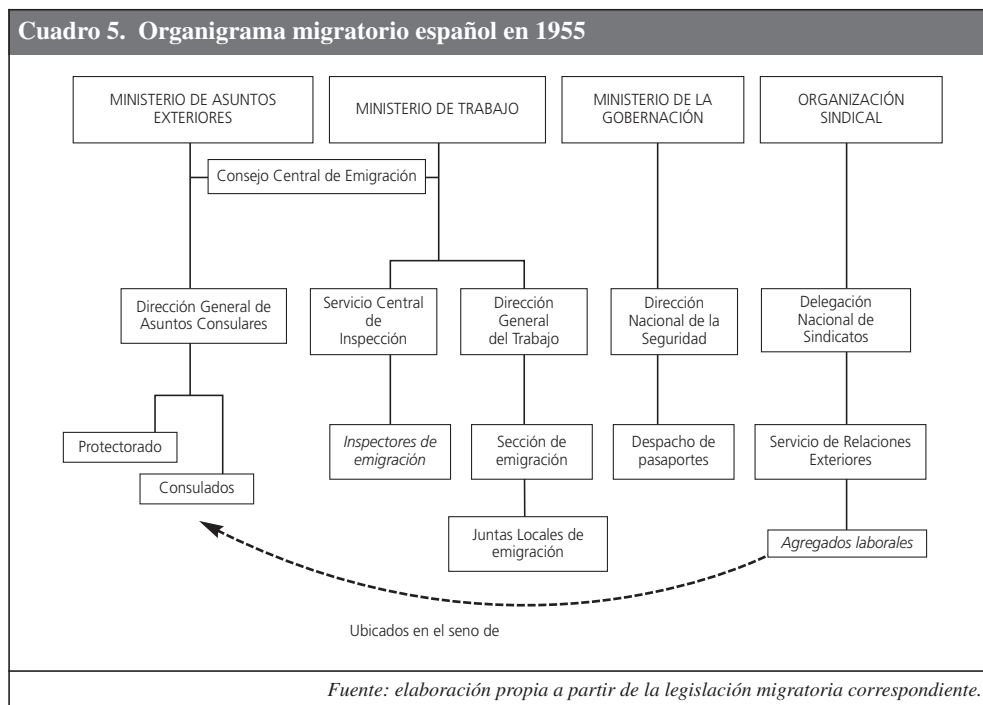 Cuadro 5. Organigrama migratorio español en 1955
MINISTERIO DE ASUNTOS
EXTERIORES
MINISTERIO DE TRABAJO
MINISTERIO DE LA
GOBERNACIÓN
ORGANIZACIÓN
SINDICAL
Consejo Central de Emigración
Dirección General de
Asuntos Consulares
Servicio Central
de
Inspección
Dirección
General
del Trabajo
Dirección
Nacional de la
Seguridad
Delegación
Nacional de
Sindicatos
Protectorado
Consulados
Inspectores de
emigración
Sección de
emigración
Despacho de
pasaportes
Servicio de Relaciones
Exteriores
Juntas Locales de
emigración
Agregados laborales
Ubicados en el seno de
Fuente: elaboración propia a partir de la legislación migratoria correspondiente.